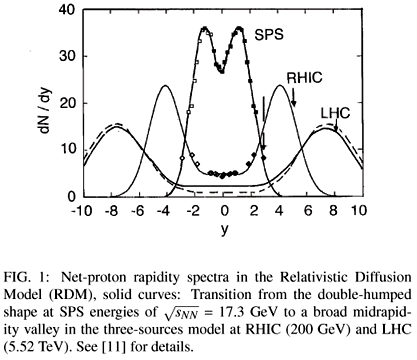 40
30
20
10
0
dN / dy
SPS
RHIC
LHC
-10 -8 -6 -4 -2 0 2 4 6 8 10
y
FIG. 1: Net-proton rapidity spectra in the Relativistic Diffusion
Model (RDM), solid curves: Transition from the double-humped
shape at SPS energies of √sNN = 17.3 GeV to a broad midrapid-
ity valley in the three-sources model at RHIC (200 GeV) and LHC
(5.52 TeV). See [11] for details.